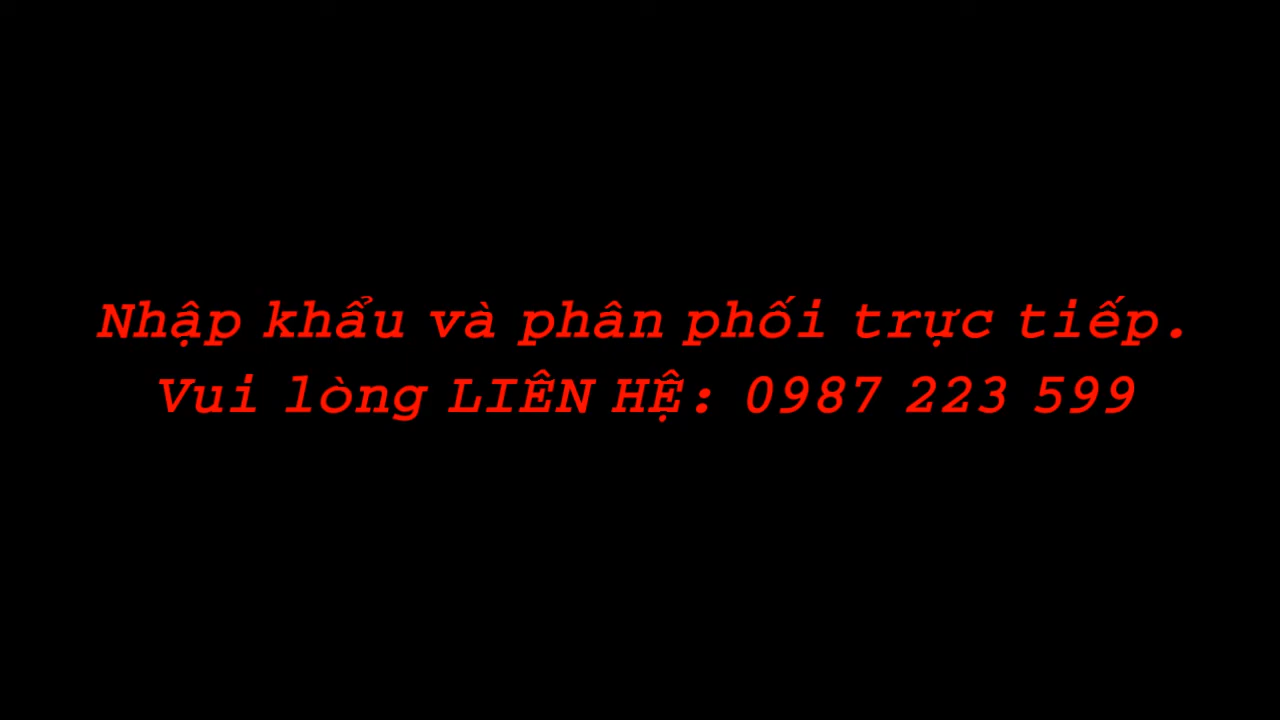 Nhập khẩu và phân phối trực tiếp.
Vui lòng LIÊN HỆ: 0987 223 599